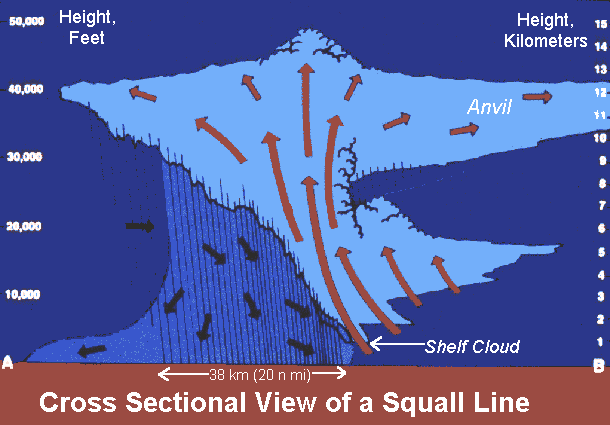 50,000
Height,
Feet
Height,
Kilometers
15
14
13
40,000
12
Anvil
11
10
30,000
9
8
7
20,000
6
5
4
10,000
3
2
1
Shelf Cloud
A
B
38 km (20 n mi)
Cross Sectional View of a Squall Line